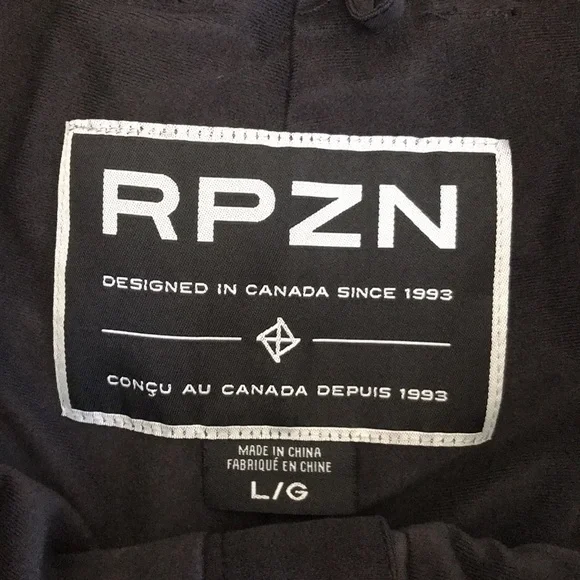 RPZN
DESIGNED IN CANADA SINCE 1993
CONÇU AU CANADA DEPUIS 1993
MADE IN CHINA
FABRIQUÉ EN CHINE
L/G